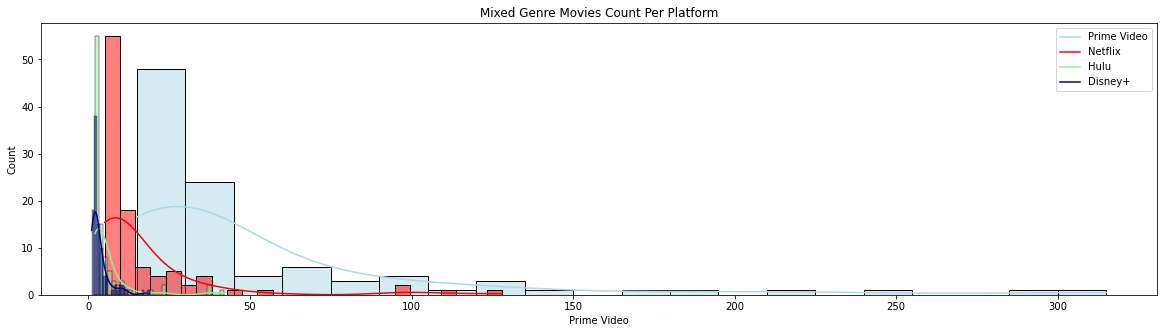 Mixed Genre Movies Count Per Platform
Prime Video
Netflix
Hulu
Disney+
Count
50
40
30
20
10
0
0 50 100 150 200 250 300
Prime Video